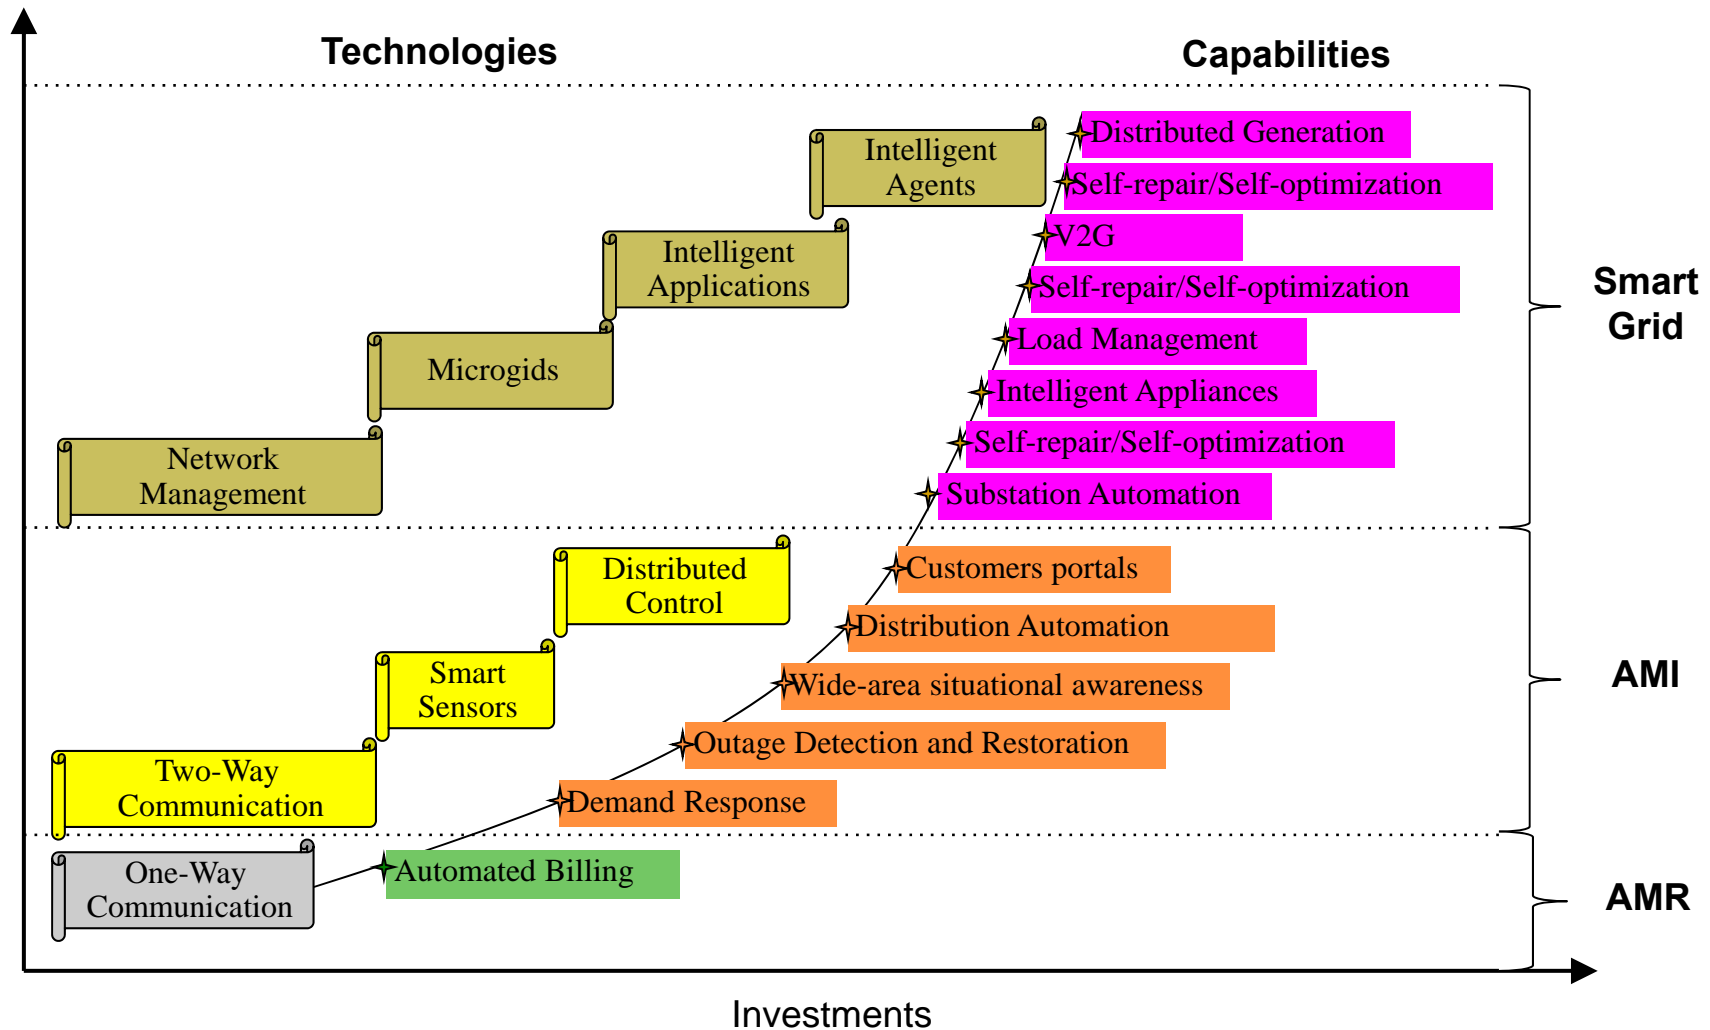 Technologies
Capabilities
Distributed Generation
Intelligent
Agents
Self-repair/Self-optimization
V2G
Intelligent
Applications
Self-repair/Self-optimization
Smart
Grid
Load Management
Microgids
Intelligent Appliances
Self-repair/Self-optimization
Network
Management
Substation Automation
Distributed
Control
Customers portals
Distribution Automation
Smart
Sensors
Wide-area situational awareness
AMI
Outage Detection and Restoration
Two-Way
Communication
Demand Response
One-Way
Communication
Automated Billing
AMR
Investments